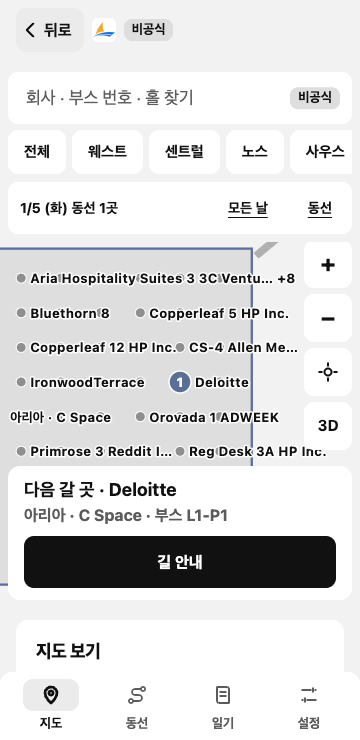 뒤로 비공식
회사 · 부스 번호 · 홀 찾기 비공식
전체 웨스트 센트럴 노스 사우스
1/5 (화) 동선 1곳 모든 날 동선
+
Aria Hospitality Suites 3 3C Ventu... +8
Bluethorn 8 Copperleaf 5 HP Inc.
−
Copperleaf 12 HP Inc. CS-4 Allen Me...
IronwoodTerrace 1 Deloitte
아리아 · C Space Orovada 1 ADWEEK
3D
Primrose 3 Reddit I... Reg Desk 3A HP Inc.
다음 갈 곳 · Deloitte
아리아 · C Space · 부스 L1-P1
길 안내
지도 보기
지도 동선 일기 설정